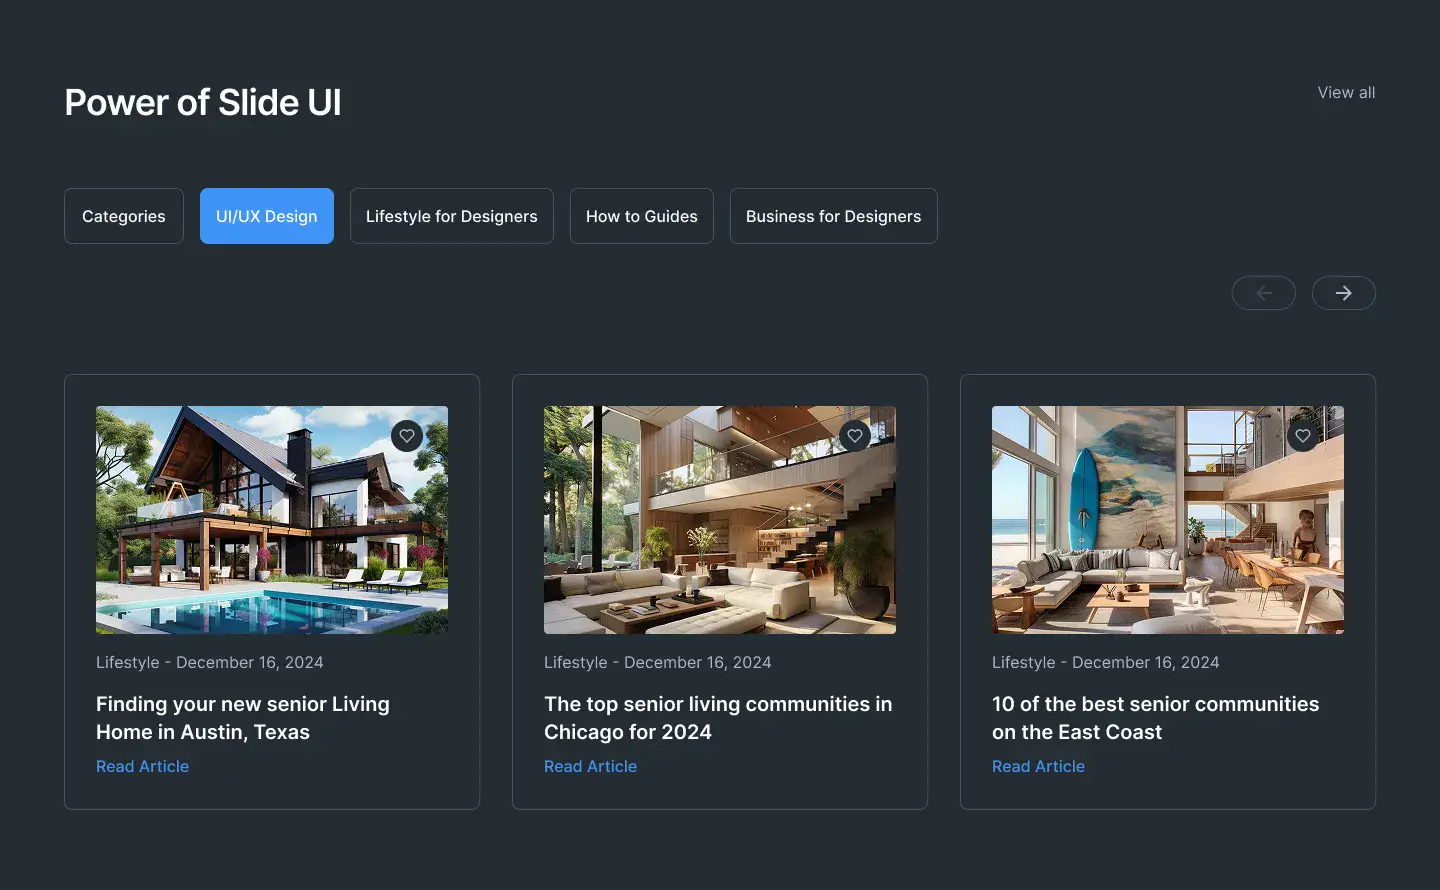 Power of Slide UI
View all
Categories
UI/UX Design
Lifestyle for Designers
How to Guides
Business for Designers
Lifestyle - December 16, 2024
Finding your new senior Living
Home in Austin, Texas
Read Article
Lifestyle - December 16, 2024
The top senior living communities in
Chicago for 2024
Read Article
Lifestyle - December 16, 2024
10 of the best senior communities
on the East Coast
Read Article